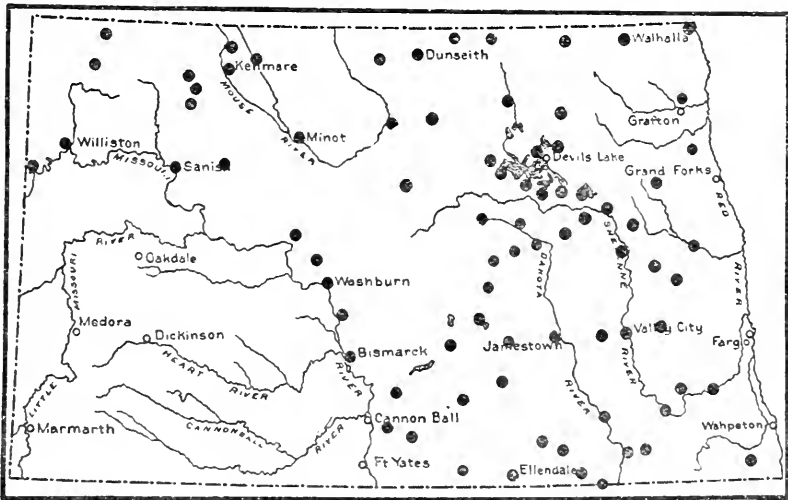 Walhalla
Dunseith
Kenmare
MOUSE
RIVER
Grafton
Minot
Williston
MISSOURI
Sanish
Devils Lake
Grand Forks
RED
RIVER
SHEYENNE
RIVER
DAKOTA
RIVER
MISSOURI
RIVER
Oakdale
Washburn
Medora
Dickinson
HEART
RIVER
Bismarck
RIVER
Jamestown
Valley City
Fargo
LITTLE
Marmarth
CANNONBALL
RIVER
Cannon Ball
Wahpeton
Ft Yates
Ellendale